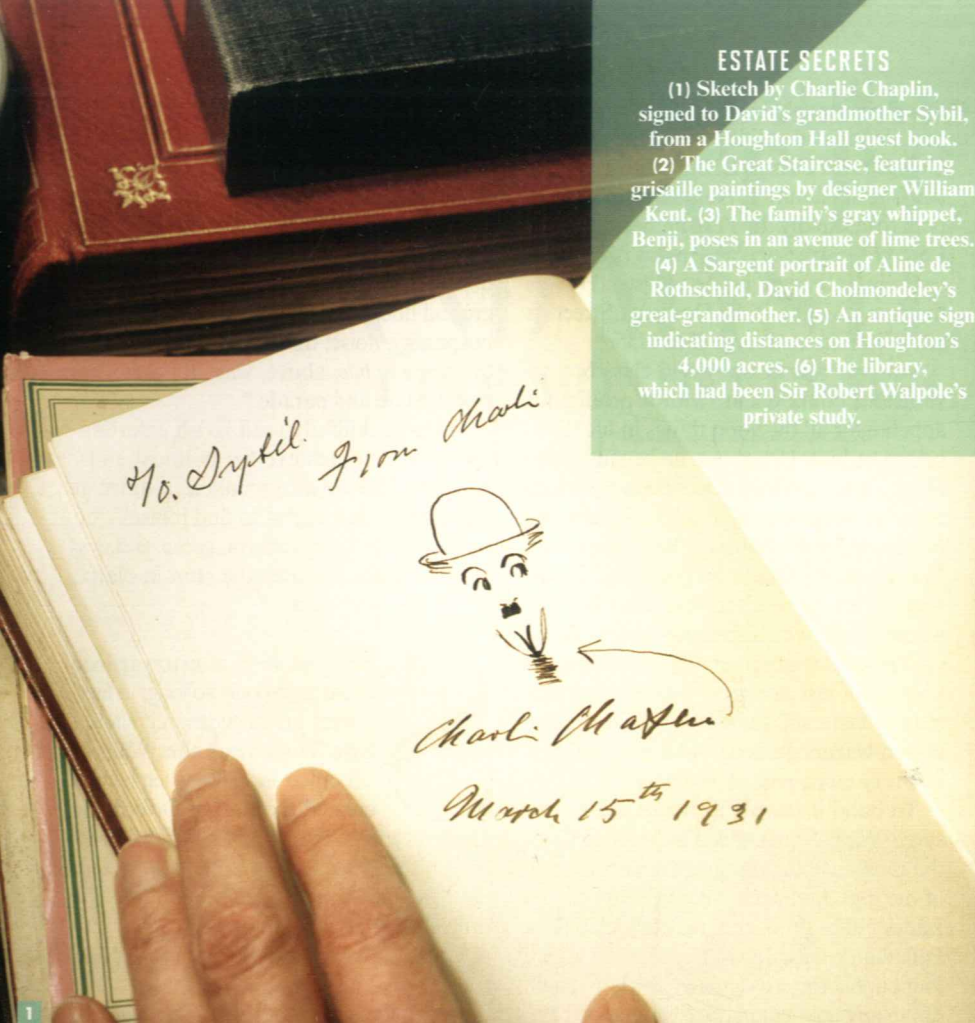 ESTATE SECRETS
(1) Sketch by Charlie Chaplin,
signed to David's grandmother Sybil,
from a Houghton Hall guest book.
(2) The Great Staircase, featuring
grisaille paintings by designer William
Kent. (3) The family's gray whippet,
Benji, poses in an avenue of lime trees.
(4) A Sargent portrait of Aline de
Rothschild, David Cholmondeley's
great-grandmother. (5) An antique sign
indicating distances on Houghton's
4,000 acres. (6) The library,
which had been Sir Robert Walpole's
private study.
To. Sybil. From Charli
Charli Chaplin
March 15th 1931
1